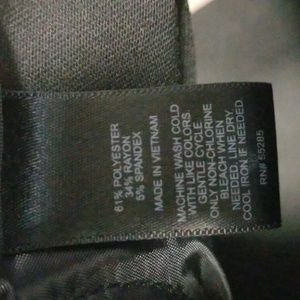 61% POLYESTER
34% RAYON
5% SPANDEX
MADE IN VIETNAM
MACHINE WASH COLD
WITH LIKE COLORS.
GENTLE CYCLE.
ONLY NON-CHLORINE
BLEACH WHEN
NEEDED. LINE DRY.
COOL IRON IF NEEDED.
RN# 55285